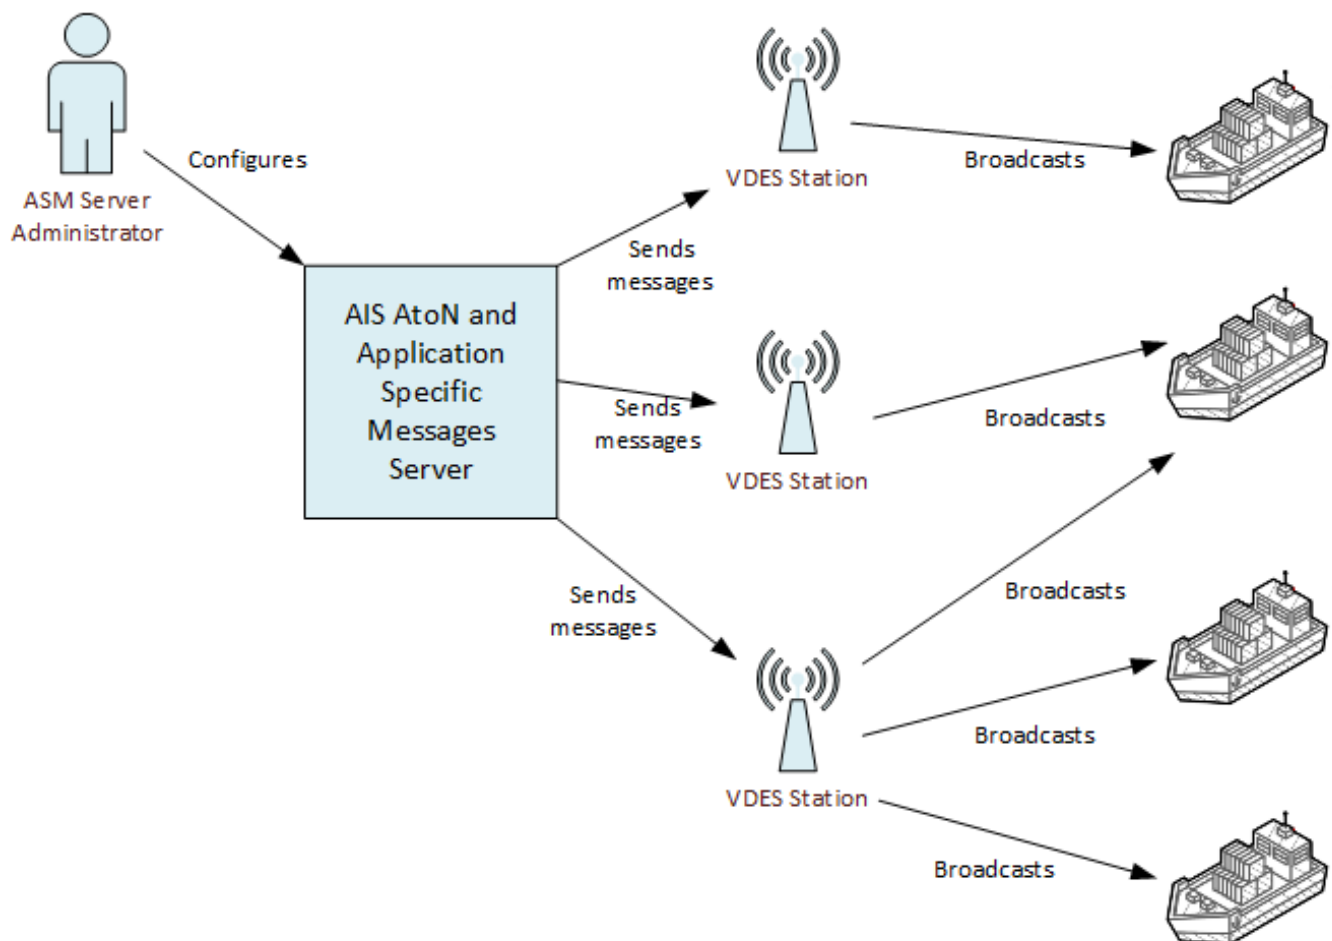 Configures
ASM Server
Administrator
VDES Station
Broadcasts
Sends
messages
AIS AtoN and
Application
Specific
Messages
Server
Sends
messages
VDES Station
Broadcasts
Sends
messages
Broadcasts
VDES Station
Broadcasts
Broadcasts